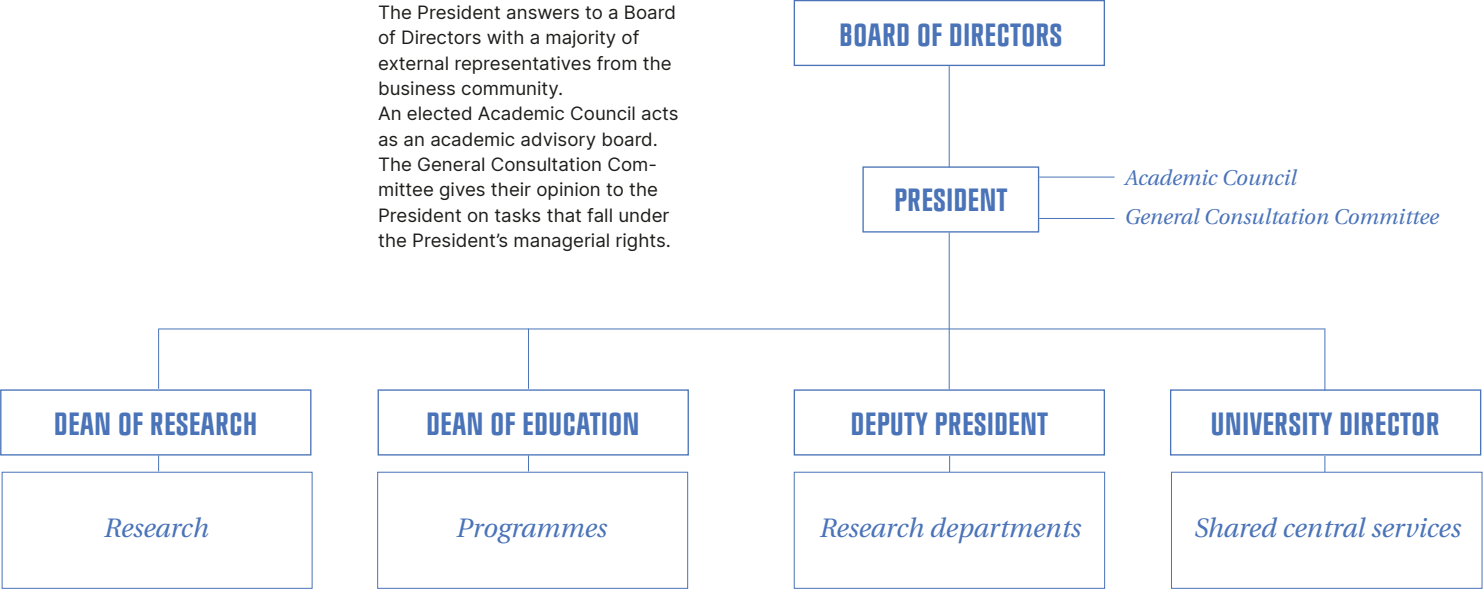 The President answers to a Board
of Directors with a majority of
external representatives from the
business community.
An elected Academic Council acts
as an academic advisory board.
The General Consultation Com-
mittee gives their opinion to the
President on tasks that fall under
the President’s managerial rights.
BOARD OF DIRECTORS
PRESIDENT
Academic Council
General Consultation Committee
DEAN OF RESEARCH
DEAN OF EDUCATION
DEPUTY PRESIDENT
UNIVERSITY DIRECTOR
Research
Programmes
Research departments
Shared central services